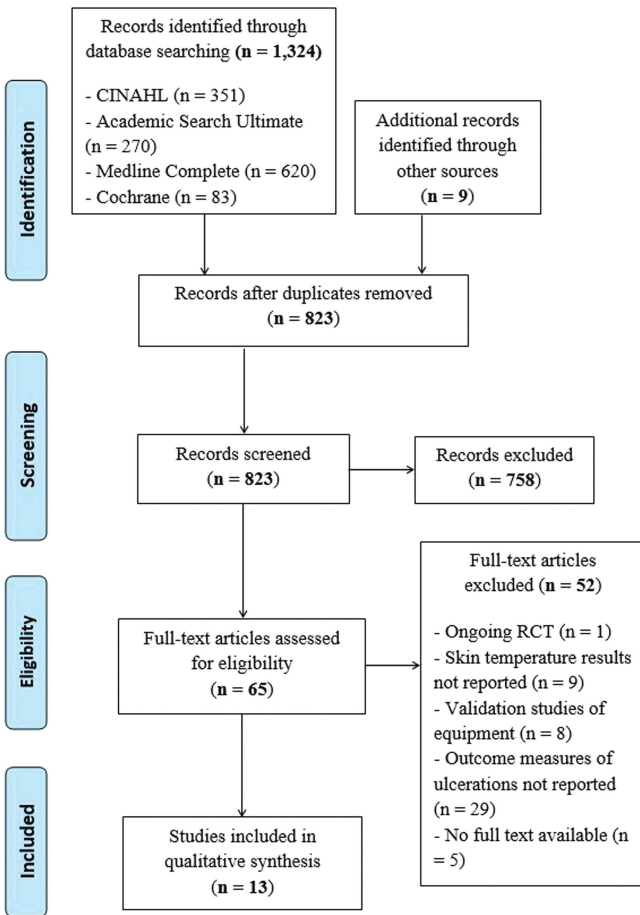 Records identified through
database searching (n = 1,324)
- CINAHL (n = 351)
- Academic Search Ultimate
(n = 270)
- Medline Complete (n = 620)
- Cochrane (n = 83)
Additional records
identified through
other sources
(n = 9)
Identification
Records after duplicates removed
(n = 823)
Screening
Records screened
(n = 823)
Records excluded
(n = 758)
Eligibility
Full-text articles assessed
for eligibility
(n = 65)
Full-text articles
excluded (n = 52)
- Ongoing RCT (n = 1)
- Skin temperature results
not reported (n = 9)
- Validation studies of
equipment (n = 8)
- Outcome measures of
ulcerations not reported
(n = 29)
- No full text available (n
= 5)
Included
Studies included in
qualitative synthesis
(n = 13)